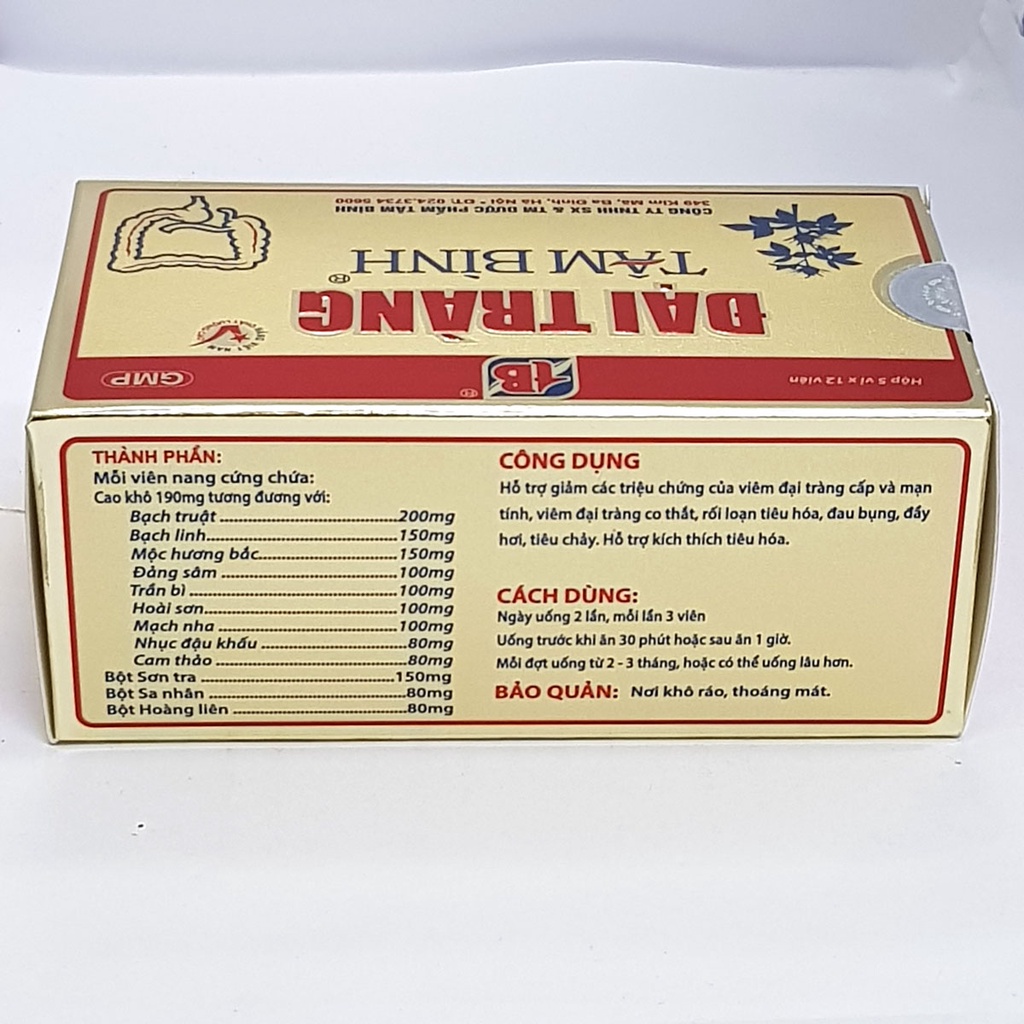 CÔNG TY TNHH SX & TM DƯỢC PHẨM TÂM BÌNH
349 Kim Mã, Ba Đình, Hà Nội * ĐT: 024.3734 5600
ĐẠI TRÀNG
TÂM BÌNH®
Hộp 5 vỉ x 12 viên
TB®
GMP
THÀNH PHẦN:
Mỗi viên nang cứng chứa:
Cao khô 190mg tương đương với:
Bạch truật ........ 200mg
Bạch linh ........ 150mg
Mộc hương bắc ........ 150mg
Đảng sâm ........ 100mg
Trần bì ........ 100mg
Hoài sơn ........ 100mg
Mạch nha ........ 100mg
Nhục đậu khấu ........ 80mg
Cam thảo ........ 80mg
Bột Sơn tra ........ 150mg
Bột Sa nhân ........ 80mg
Bột Hoàng liên ........ 80mg
CÔNG DỤNG
Hỗ trợ giảm các triệu chứng của viêm đại tràng cấp và mạn
tính, viêm đại tràng co thắt, rối loạn tiêu hóa, đau bụng, đầy
hơi, tiêu chảy. Hỗ trợ kích thích tiêu hóa.
CÁCH DÙNG:
Ngày uống 2 lần, mỗi lần 3 viên
Uống trước khi ăn 30 phút hoặc sau ăn 1 giờ.
Mỗi đợt uống từ 2 - 3 tháng, hoặc có thể uống lâu hơn.
BẢO QUẢN: Nơi khô ráo, thoáng mát.